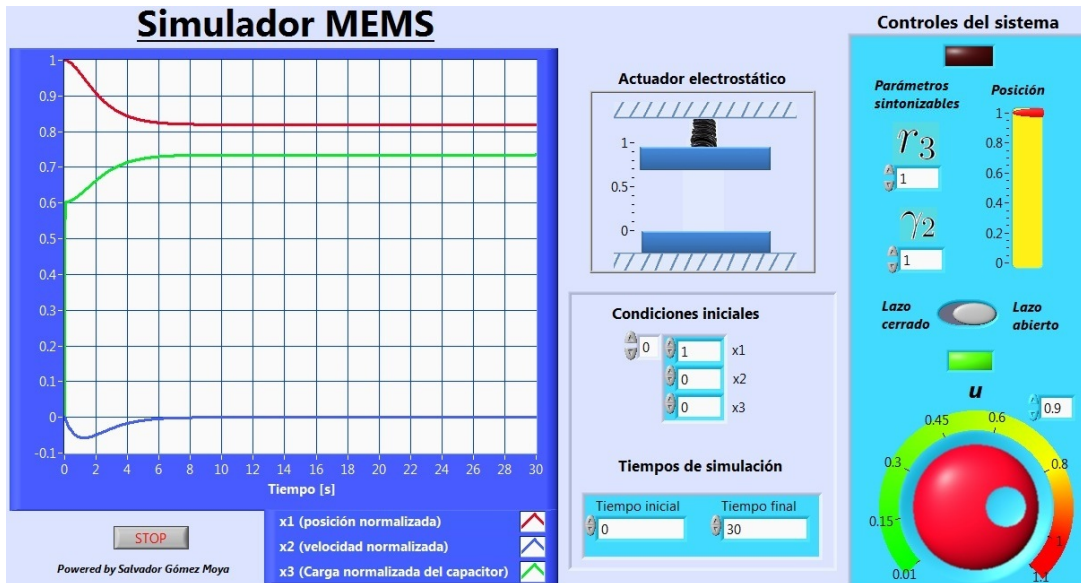 Simulador MEMS
1
0.9
0.8
0.7
0.6
0.5
0.4
0.3
0.2
0.1
0
-0.1
0 2 4 6 8 10 12 14 16 18 20 22 24 26 28 30
Tiempo [s]
STOP
Powered by Salvador Gómez Moya
x1 (posición normalizada)
x2 (velocidad normalizada)
x3 (Carga normalizada del capacitor)
Actuador electrostático
1
0.5
0
Condiciones iniciales
0
1 x1
0 x2
0 x3
Tiempos de simulación
Tiempo inicial Tiempo final
0 30
Controles del sistema
Parámetros
sintonizables
r3
1
γ2
1
Posición
1
0.8
0.6
0.4
0.2
0
Lazo
cerrado
Lazo
abierto
u
0.9
0.01
0.15
0.3
0.45
0.6
0.8
1
1.1